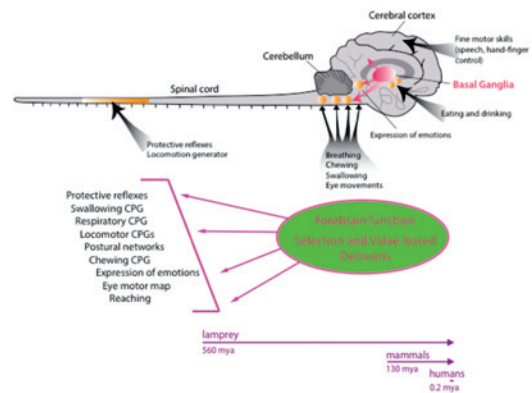 Cerebral cortex
Fine motor skills
(speech, hand-finger
control)
Cerebellum
Basal Ganglia
Spinal cord
Eating and drinking
Expression of emotions
Protective reflexes
Locomotion generator
Breathing
Chewing
Swallowing
Eye movements
Protective reflexes
Swallowing CPG
Respiratory CPG
Locomotor CPGs
Postural networks
Chewing CPG
Expression of emotions
Eye motor map
Reaching
Forebrain function
Selection and Value-based
Decisions
lamprey
560 mya
mammals
130 mya
humans
0.2 mya